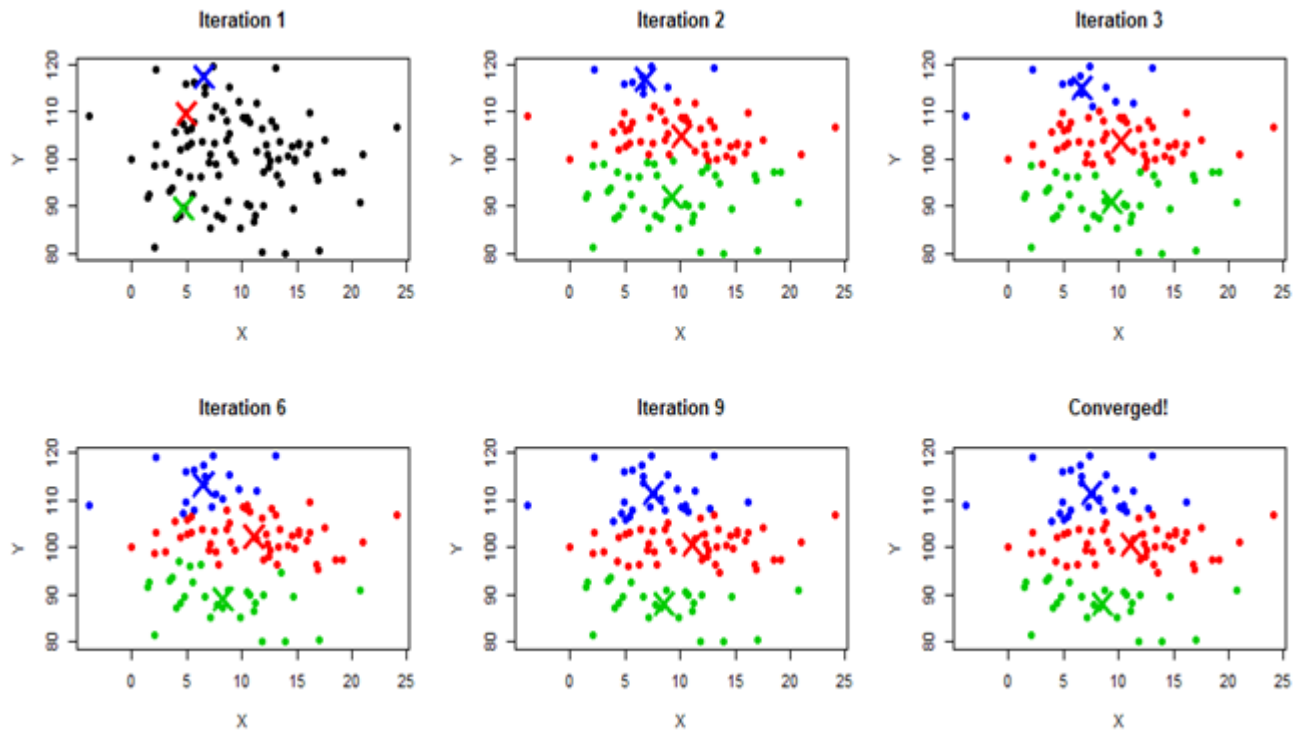 Iteration 1
Iteration 2
Iteration 3
Y
80 90 100 110 120
0 5 10 15 20 25
X
Y
80 90 100 110 120
0 5 10 15 20 25
X
Y
80 90 100 110 120
0 5 10 15 20 25
X
Iteration 6
Iteration 9
Converged!
Y
80 90 100 110 120
0 5 10 15 20 25
X
Y
80 90 100 110 120
0 5 10 15 20 25
X
Y
80 90 100 110 120
0 5 10 15 20 25
X